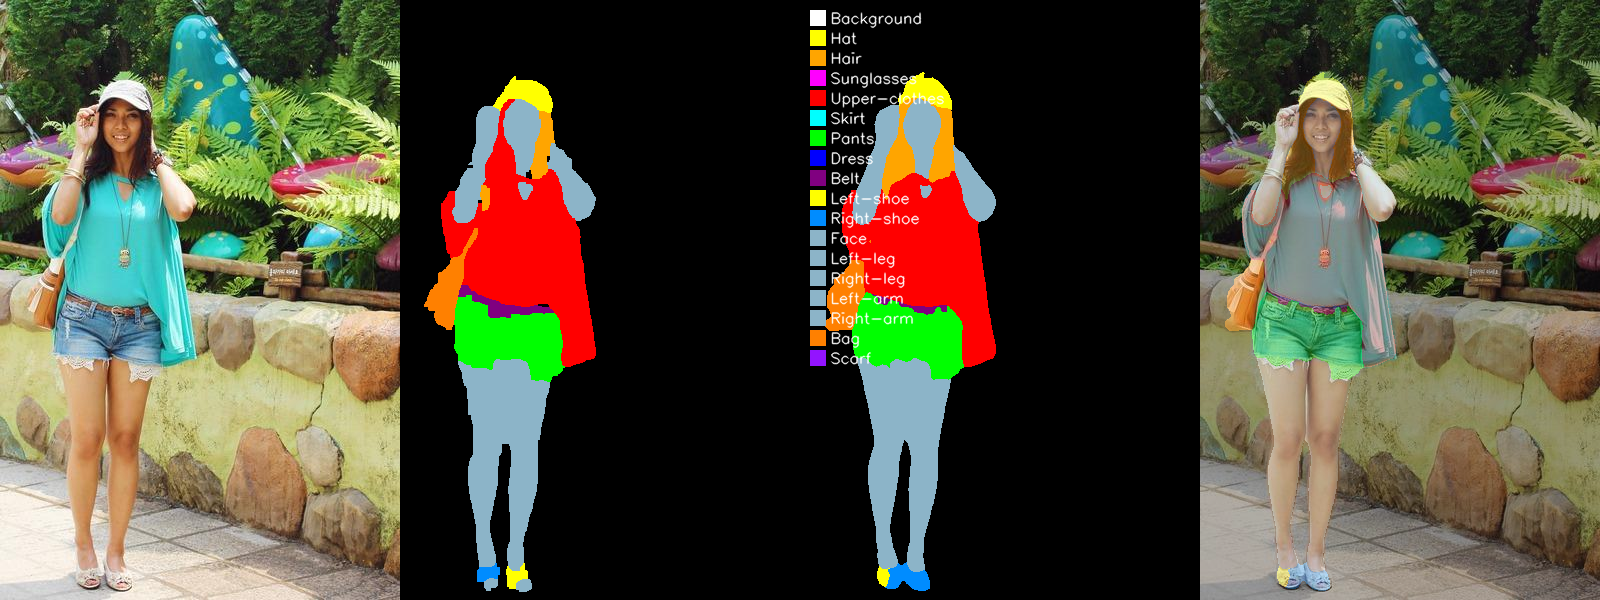 Background
Hat
Hair
Sunglasses
Upper-clothes
Skirt
Pants
Dress
Belt
Left-shoe
Right-shoe
Face
Left-leg
Right-leg
Left-arm
Right-arm
Bag
Scarf